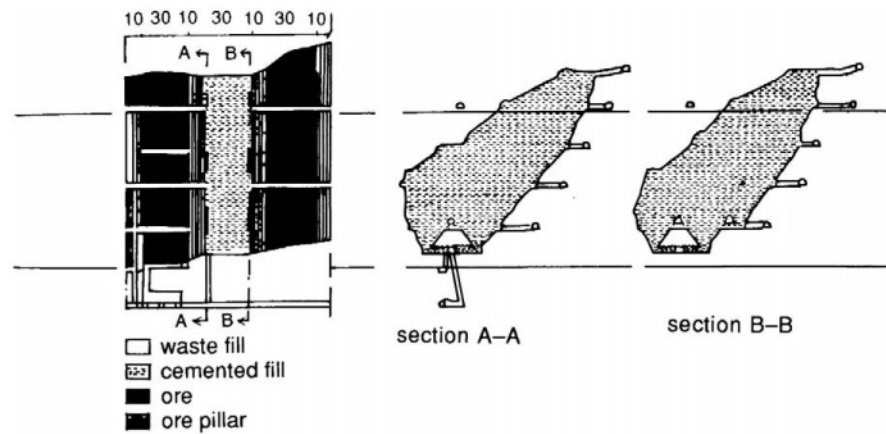 10 30 10 30 10 30 10
A B
A B
section A–A
section B–B
waste fill
cemented fill
ore
ore pillar